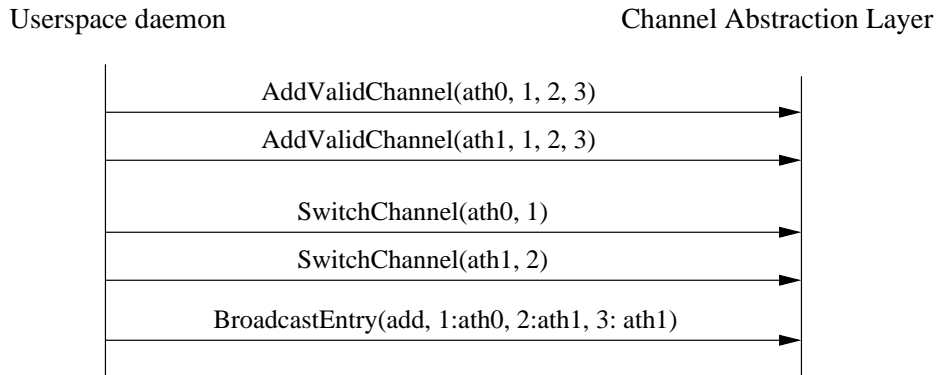 Userspace daemon
Channel Abstraction Layer
AddValidChannel(ath0, 1, 2, 3)
AddValidChannel(ath1, 1, 2, 3)
SwitchChannel(ath0, 1)
SwitchChannel(ath1, 2)
BroadcastEntry(add, 1:ath0, 2:ath1, 3: ath1)